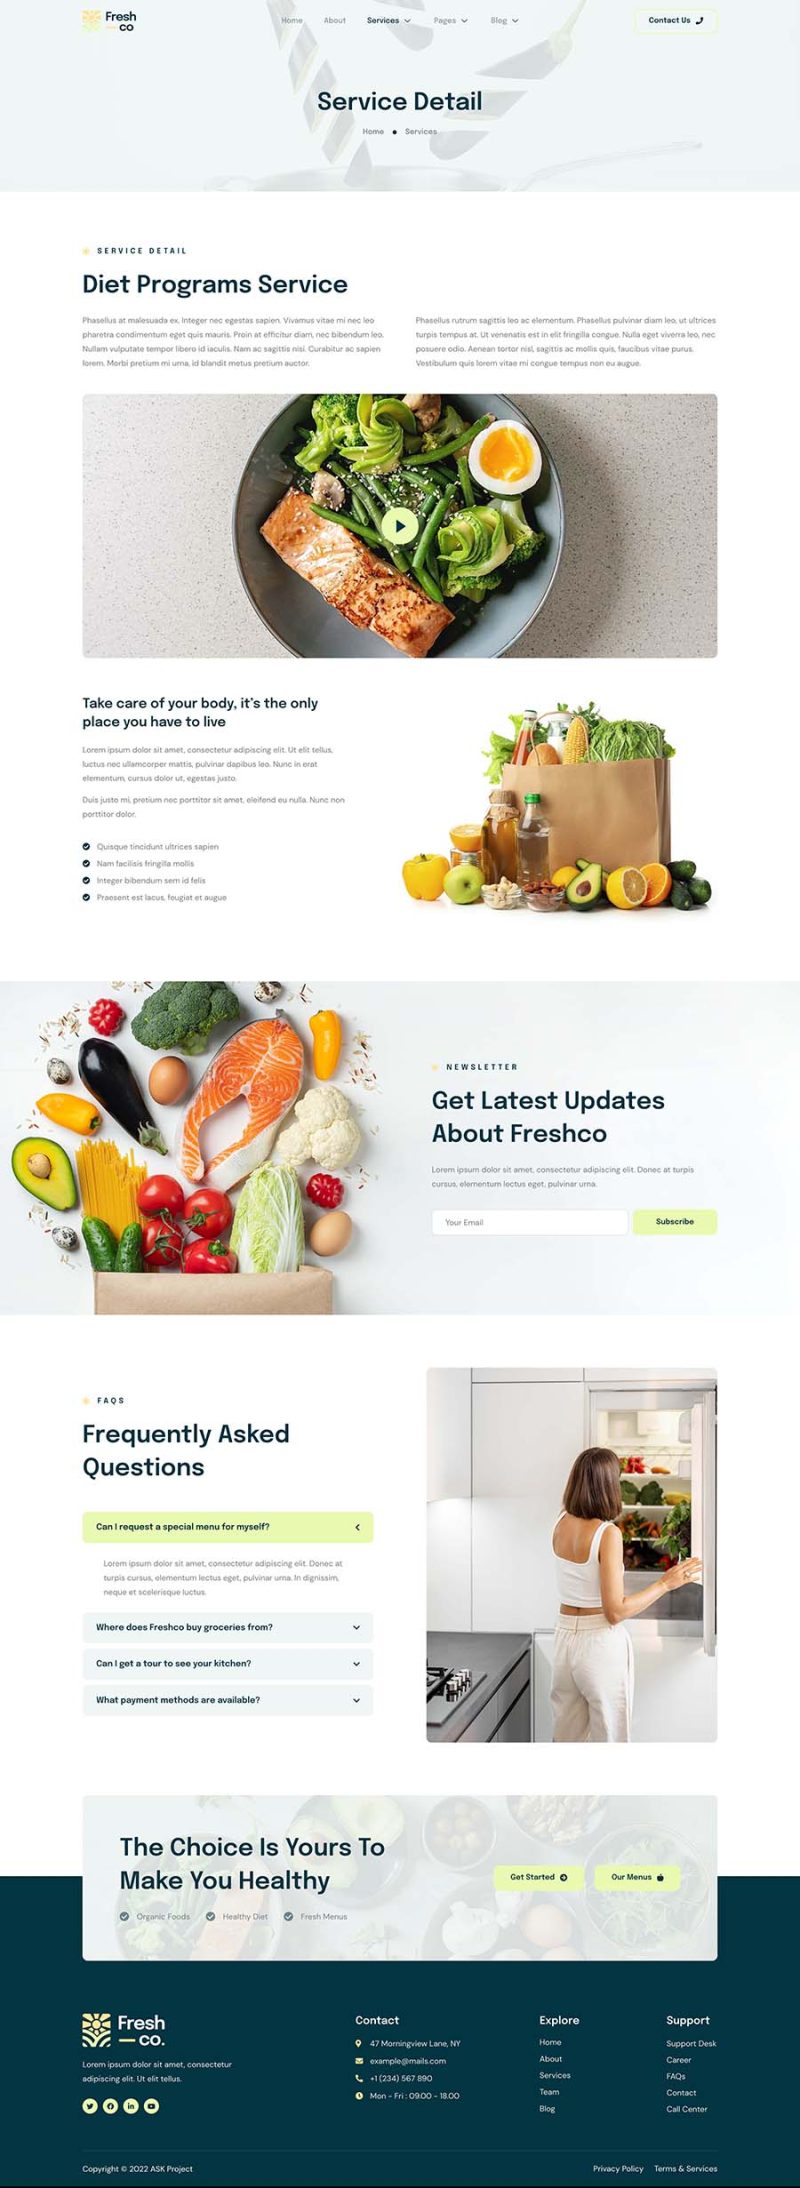 Fresh
co
Home About Services Pages Blog
Contact Us
Service Detail
Home Services
SERVICE DETAIL
Diet Programs Service
Phasellus at malesuada ex. Integer nec egestas sapien. Vivamus vitae mi nec leo
pharetra condimentum eget quis mauris. Proin at efficitur diam, nec bibendum leo.
Nullam vulputate tempor libero id iaculis. Nam ac sagittis nisi. Curabitur ac sapien
lorem. Morbi pretium mi urna, id blandit metus pretium auctor.
Phasellus rutrum sagittis leo ac elementum. Phasellus pulvinar diam leo, ut ultrices
turpis tempus at. Ut venenatis est in elit fringilla congue. Nulla eget viverra leo, nec
posuere odio. Aenean tortor nisl, sagittis ac mollis quis, faucibus vitae purus.
Vestibulum quis lorem vitae mi congue tempus non eu augue.
Take care of your body, it's the only
place you have to live
Lorem ipsum dolor sit amet, consectetur adipiscing elit. Ut elit tellus,
luctus nec ullamcorper mattis, pulvinar dapibus leo. Nunc in erat
elementum, cursus dolor ut, egestas justo.
Duis justo mi, pretium nec porttitor sit amet, eleifend eu nulla. Nunc non
porttitor dolor.
Quisque tincidunt ultrices sapien
Nam facilisis fringilla mollis
Integer bibendum sem id felis
Praesent est lacus, feugiat et augue
NEWSLETTER
Get Latest Updates
About Freshco
Lorem ipsum dolor sit amet, consectetur adipiscing elit. Donec at turpis
cursus, elementum lectus eget, pulvinar urna.
Your Email
Subscribe
FAQS
Frequently Asked
Questions
Can I request a special menu for myself?
Lorem ipsum dolor sit amet, consectetur adipiscing elit. Donec at
turpis cursus, elementum lectus eget, pulvinar urna. In dignissim,
neque et scelerisque luctus.
Where does Freshco buy groceries from?
Can I get a tour to see your kitchen?
What payment methods are available?
The Choice Is Yours To
Make You Healthy
Organic Foods Healthy Diet Fresh Menus
Get Started
Our Menus
Fresh
co.
Lorem ipsum dolor sit amet, consectetur
adipiscing elit. Ut elit tellus.
Contact
47 Morningview Lane, NY
example@mails.com
+1 (234) 567 890
Mon - Fri : 09.00 - 18.00
Explore
Home
About
Services
Team
Blog
Support
Support Desk
Career
FAQs
Contact
Call Center
Copyright © 2022 ASK Project
Privacy Policy Terms & Services